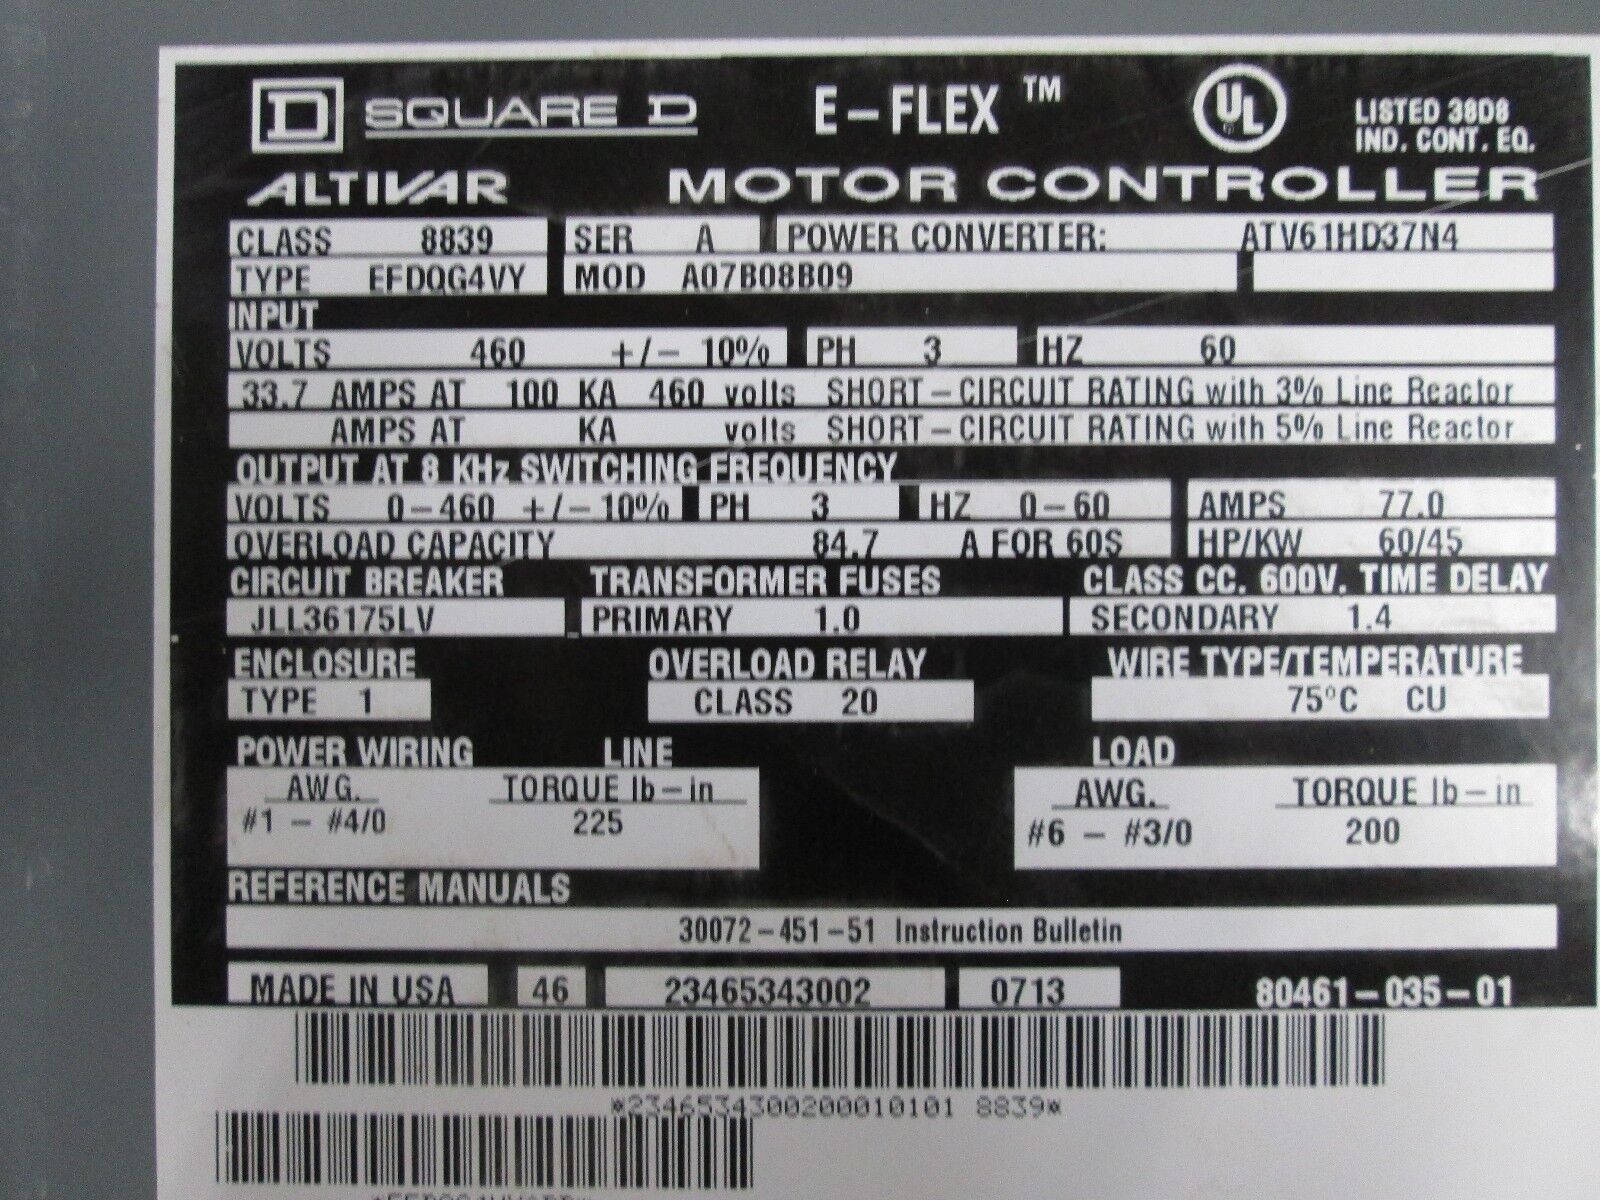 D SQUARE D E-FLEX ™ UL LISTED 38D8
IND. CONT. EQ.
ALTIVAR MOTOR CONTROLLER
CLASS 8839 SER A POWER CONVERTER: ATV61HD37N4
TYPE EFDQG4VY MOD A07B08B09
INPUT
VOLTS 460 +/- 10% PH 3 HZ 60
33.7 AMPS AT 100 KA 460 volts SHORT-CIRCUIT RATING with 3% Line Reactor
AMPS AT KA volts SHORT-CIRCUIT RATING with 5% Line Reactor
OUTPUT AT 8 KHz SWITCHING FREQUENCY
VOLTS 0-460 +/- 10% PH 3 HZ 0-60 AMPS 77.0
OVERLOAD CAPACITY 84.7 A FOR 60S HP/KW 60/45
CIRCUIT BREAKER TRANSFORMER FUSES CLASS CC. 600V. TIME DELAY
JLL36175LV PRIMARY 1.0 SECONDARY 1.4
ENCLOSURE OVERLOAD RELAY WIRE TYPE/TEMPERATURE
TYPE 1 CLASS 20 75°C CU
POWER WIRING LINE LOAD
AWG. TORQUE lb-in AWG. TORQUE lb-in
#1 - #4/0 225 #6 - #3/0 200
REFERENCE MANUALS
30072-451-51 Instruction Bulletin
MADE IN USA 46 23465343002 0713 80461-035-01
*2346534300200010101 8839*